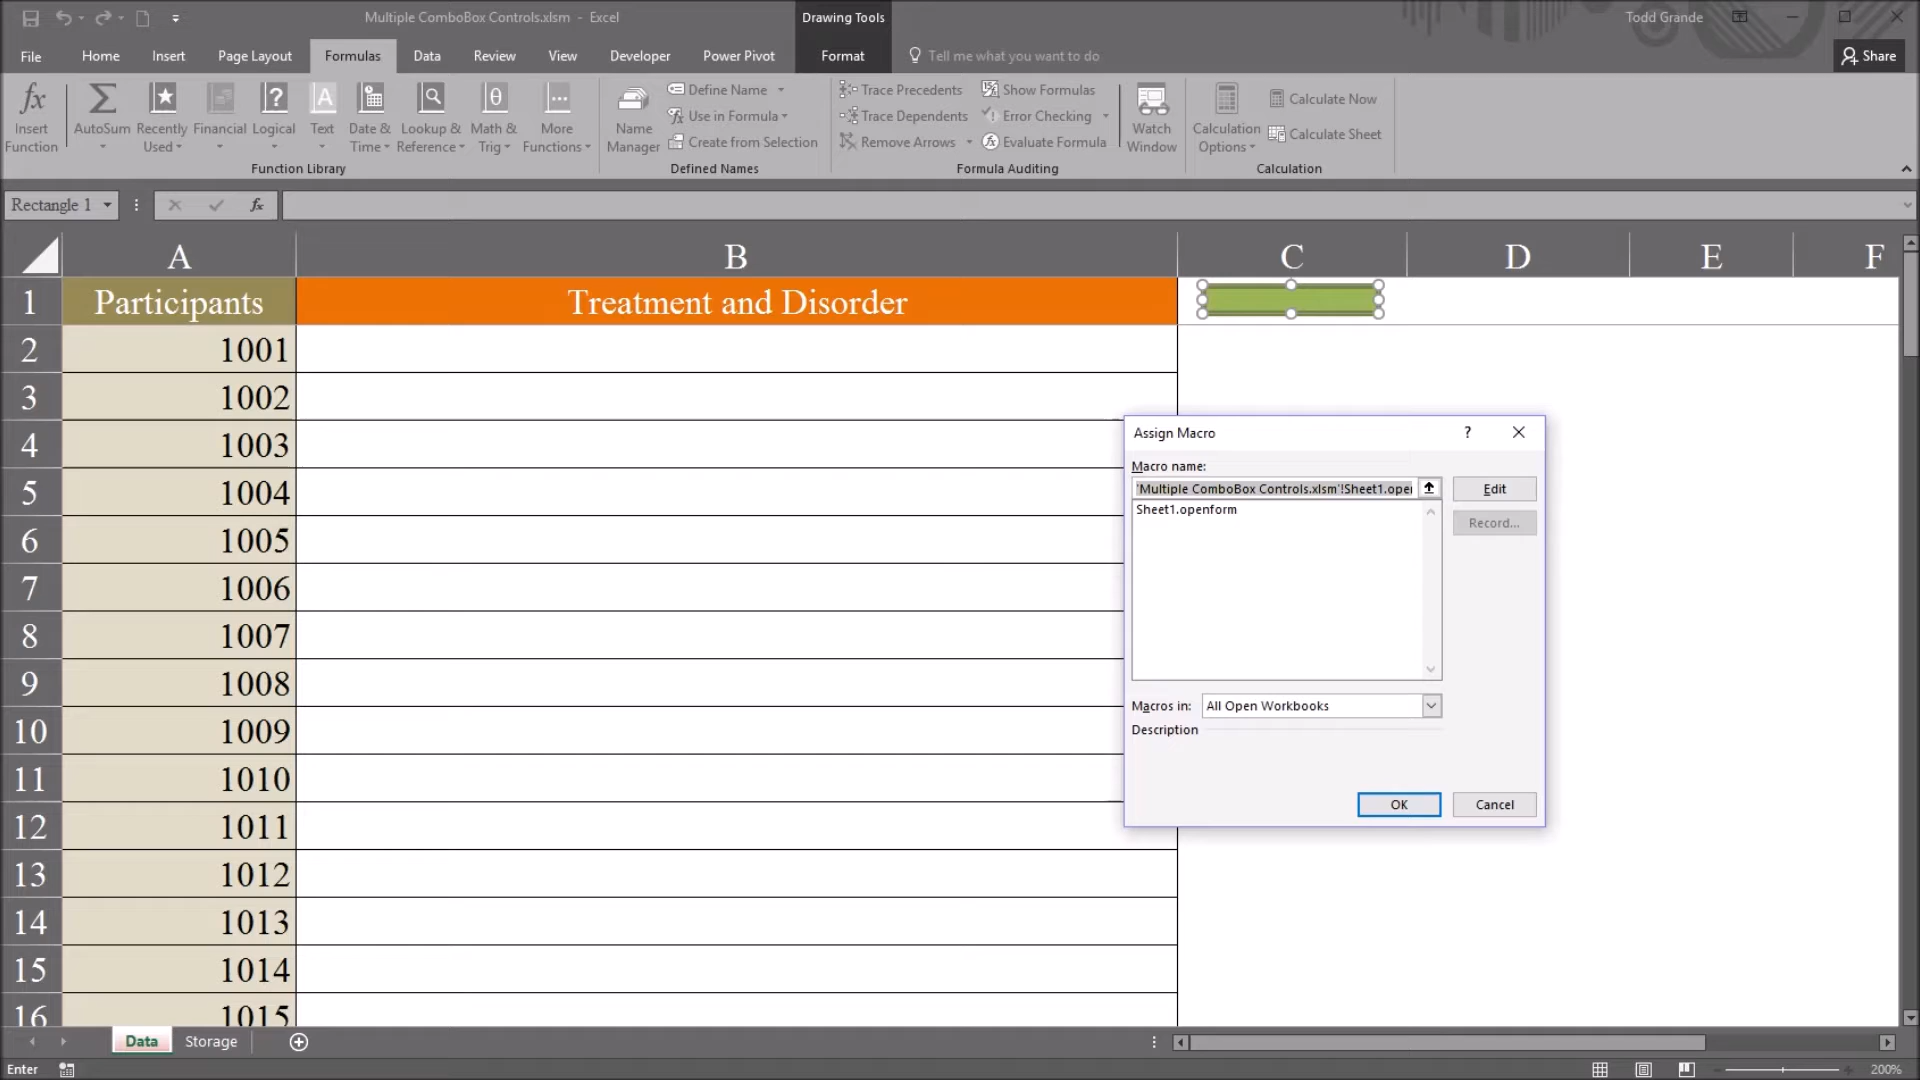 Multiple ComboBox Controls.xlsm - Excel
Drawing Tools
Todd Grande
File Home Insert Page Layout Formulas Data Review View Developer Power Pivot Format Tell me what you want to do Share
Insert Function
AutoSum
Recently Used
Financial
Logical
Text
Date & Time
Lookup & Reference
Math & Trig
More Functions
Function Library
Name Manager
Define Name
Use in Formula
Create from Selection
Defined Names
Trace Precedents
Trace Dependents
Remove Arrows
Show Formulas
Error Checking
Evaluate Formula
Formula Auditing
Watch Window
Calculation Options
Calculate Now
Calculate Sheet
Calculation
Rectangle 1
fx
A B C D E F
1 Participants Treatment and Disorder
2 1001
3 1002
4 1003
5 1004
6 1005
7 1006
8 1007
9 1008
10 1009
11 1010
12 1011
13 1012
14 1013
15 1014
16 1015
Assign Macro
?
Macro name:
'Multiple ComboBox Controls.xlsm'!Sheet1.open
Sheet1.openform
Edit
Record...
Macros in: All Open Workbooks
Description
OK Cancel
Data Storage
Enter
200%